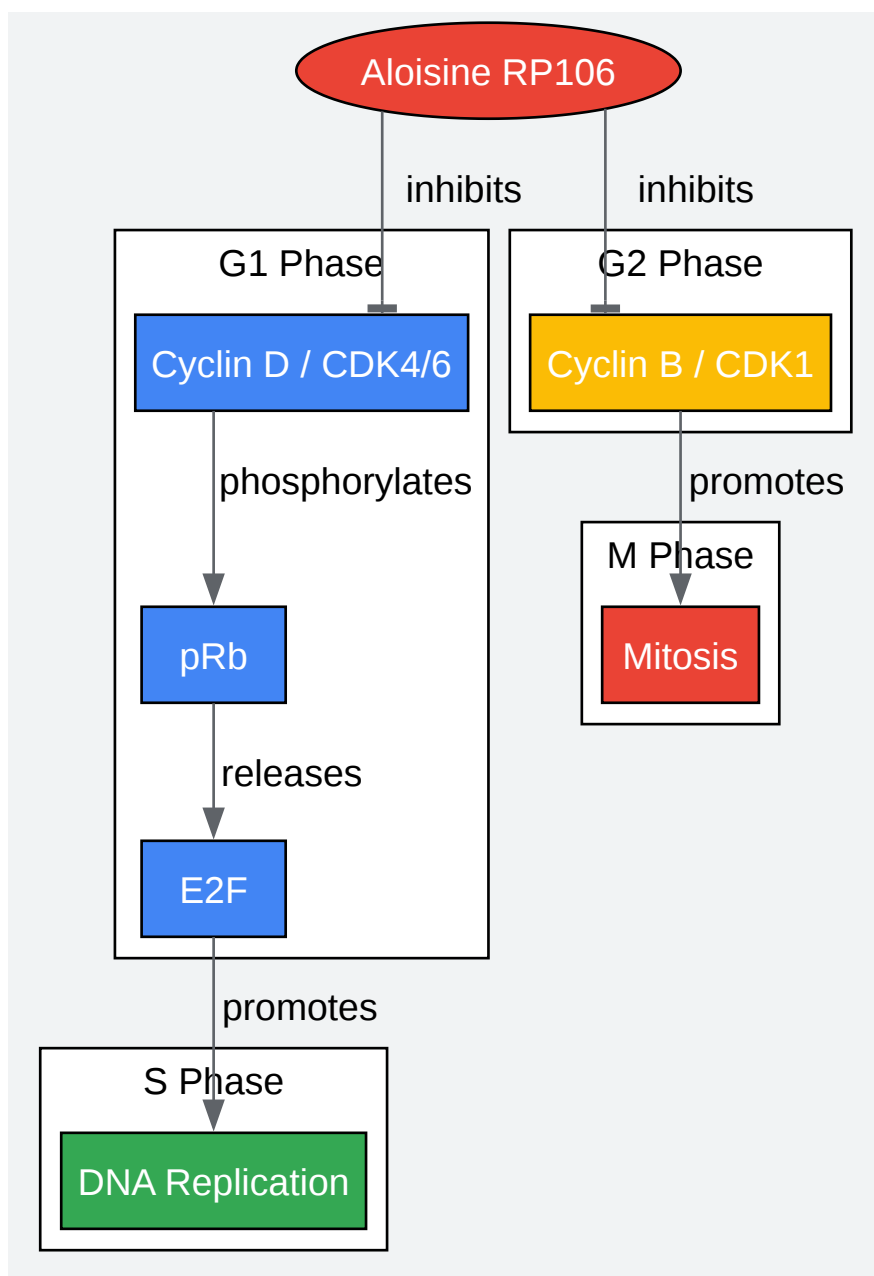 Aloisine RP106
inhibits
inhibits
G1 Phase
G2 Phase
Cyclin D / CDK4/6
Cyclin B / CDK1
phosphorylates
promotes
M Phase
pRb
Mitosis
releases
E2F
promotes
S Phase
DNA Replication